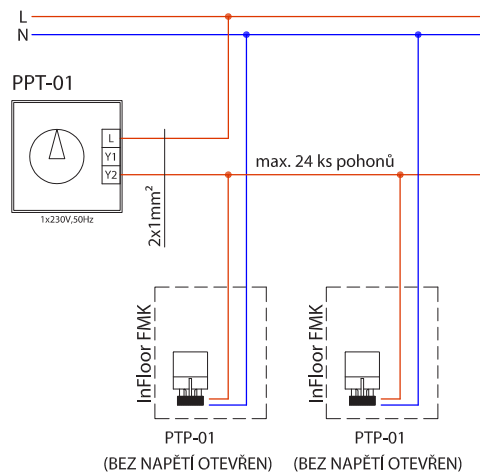 L
N
PPT-01
L
Y1
Y2
1x230V,50Hz
2x1mm²
max. 24 ks pohonů
InFloor FMK
InFloor FMK
PTP-01
(BEZ NAPĚTÍ OTEVŘEN)
PTP-01
(BEZ NAPĚTÍ OTEVŘEN)